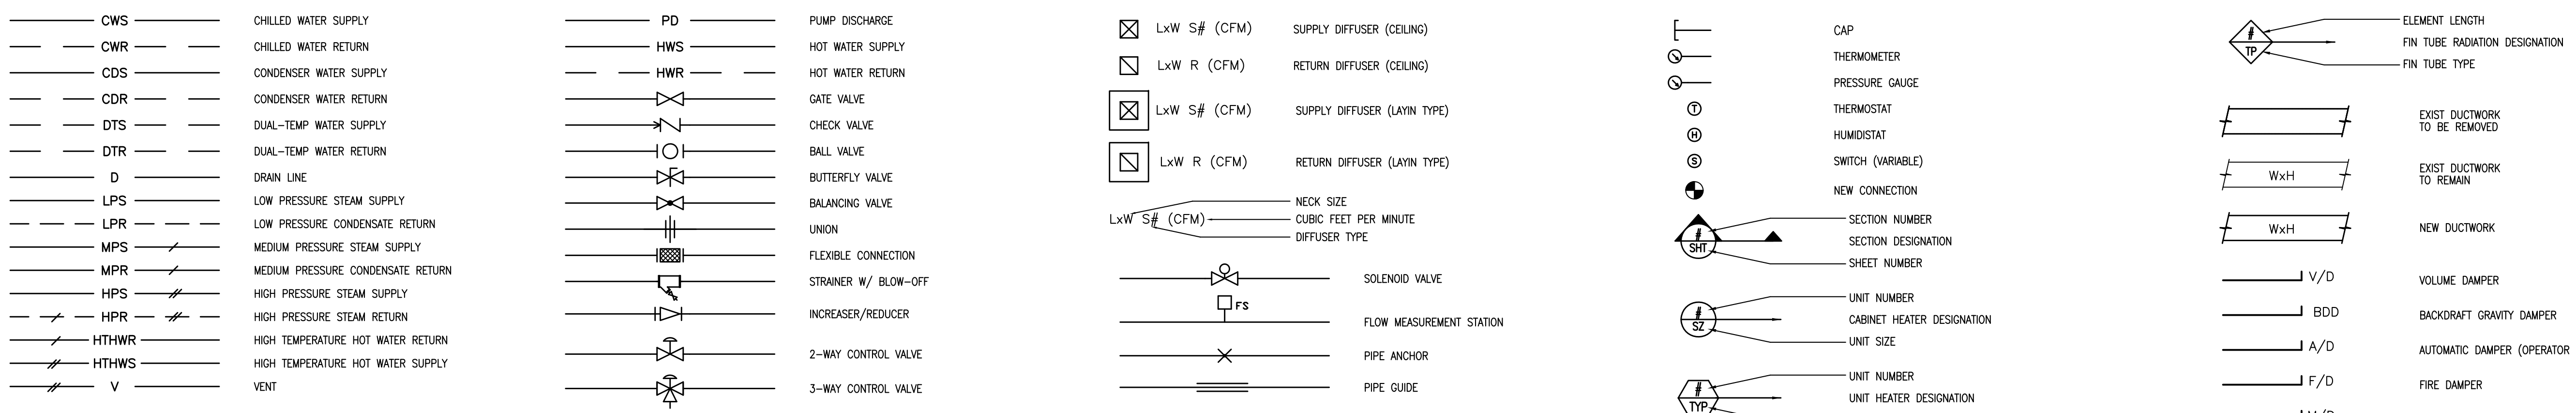 CWS CHILLED WATER SUPPLY
CWR CHILLED WATER RETURN
CDS CONDENSER WATER SUPPLY
CDR CONDENSER WATER RETURN
DTS DUAL-TEMP WATER SUPPLY
DTR DUAL-TEMP WATER RETURN
D DRAIN LINE
LPS LOW PRESSURE STEAM SUPPLY
LPR LOW PRESSURE CONDENSATE RETURN
MPS MEDIUM PRESSURE STEAM SUPPLY
MPR MEDIUM PRESSURE CONDENSATE RETURN
HPS HIGH PRESSURE STEAM SUPPLY
HPR HIGH PRESSURE STEAM RETURN
HTHWR HIGH TEMPERATURE HOT WATER RETURN
HTHWS HIGH TEMPERATURE HOT WATER SUPPLY
V VENT
PD PUMP DISCHARGE
HWS HOT WATER SUPPLY
HWR HOT WATER RETURN
GATE VALVE
CHECK VALVE
BALL VALVE
BUTTERFLY VALVE
BALANCING VALVE
UNION
FLEXIBLE CONNECTION
STRAINER W/ BLOW-OFF
INCREASER/REDUCER
2-WAY CONTROL VALVE
3-WAY CONTROL VALVE
LxW S# (CFM) SUPPLY DIFFUSER (CEILING)
LxW R (CFM) RETURN DIFFUSER (CEILING)
LxW S# (CFM) SUPPLY DIFFUSER (LAYIN TYPE)
LxW R (CFM) RETURN DIFFUSER (LAYIN TYPE)
NECK SIZE
LxW S# (CFM) CUBIC FEET PER MINUTE
DIFFUSER TYPE
SOLENOID VALVE
FS
FLOW MEASUREMENT STATION
PIPE ANCHOR
PIPE GUIDE
CAP
THERMOMETER
PRESSURE GAUGE
T THERMOSTAT
H HUMIDISTAT
S SWITCH (VARIABLE)
NEW CONNECTION
SECTION NUMBER
# SECTION DESIGNATION
SHT SHEET NUMBER
UNIT NUMBER
# CABINET HEATER DESIGNATION
SZ UNIT SIZE
UNIT NUMBER
# UNIT HEATER DESIGNATION
TYP
ELEMENT LENGTH
# FIN TUBE RADIATION DESIGNATION
TP FIN TUBE TYPE
EXIST DUCTWORK
TO BE REMOVED
EXIST DUCTWORK
WxH TO REMAIN
WxH NEW DUCTWORK
V/D VOLUME DAMPER
BDD BACKDRAFT GRAVITY DAMPER
A/D AUTOMATIC DAMPER (OPERATOR
F/D FIRE DAMPER